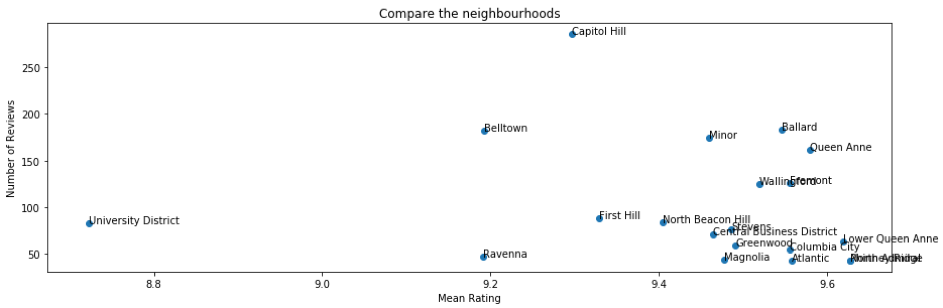 Compare the neighbourhoods
Number of Reviews
250
200
150
100
50
Capitol Hill
Belltown
Ballard
Minor
Queen Anne
Wallingford
Fremont
University District
First Hill
North Beacon Hill
Stevens
Central Business District
Lower Queen Anne
Greenwood
Columbia City
Ravenna
Magnolia
Atlantic
North Admiral
8.8
9.0
9.2
9.4
9.6
Mean Rating